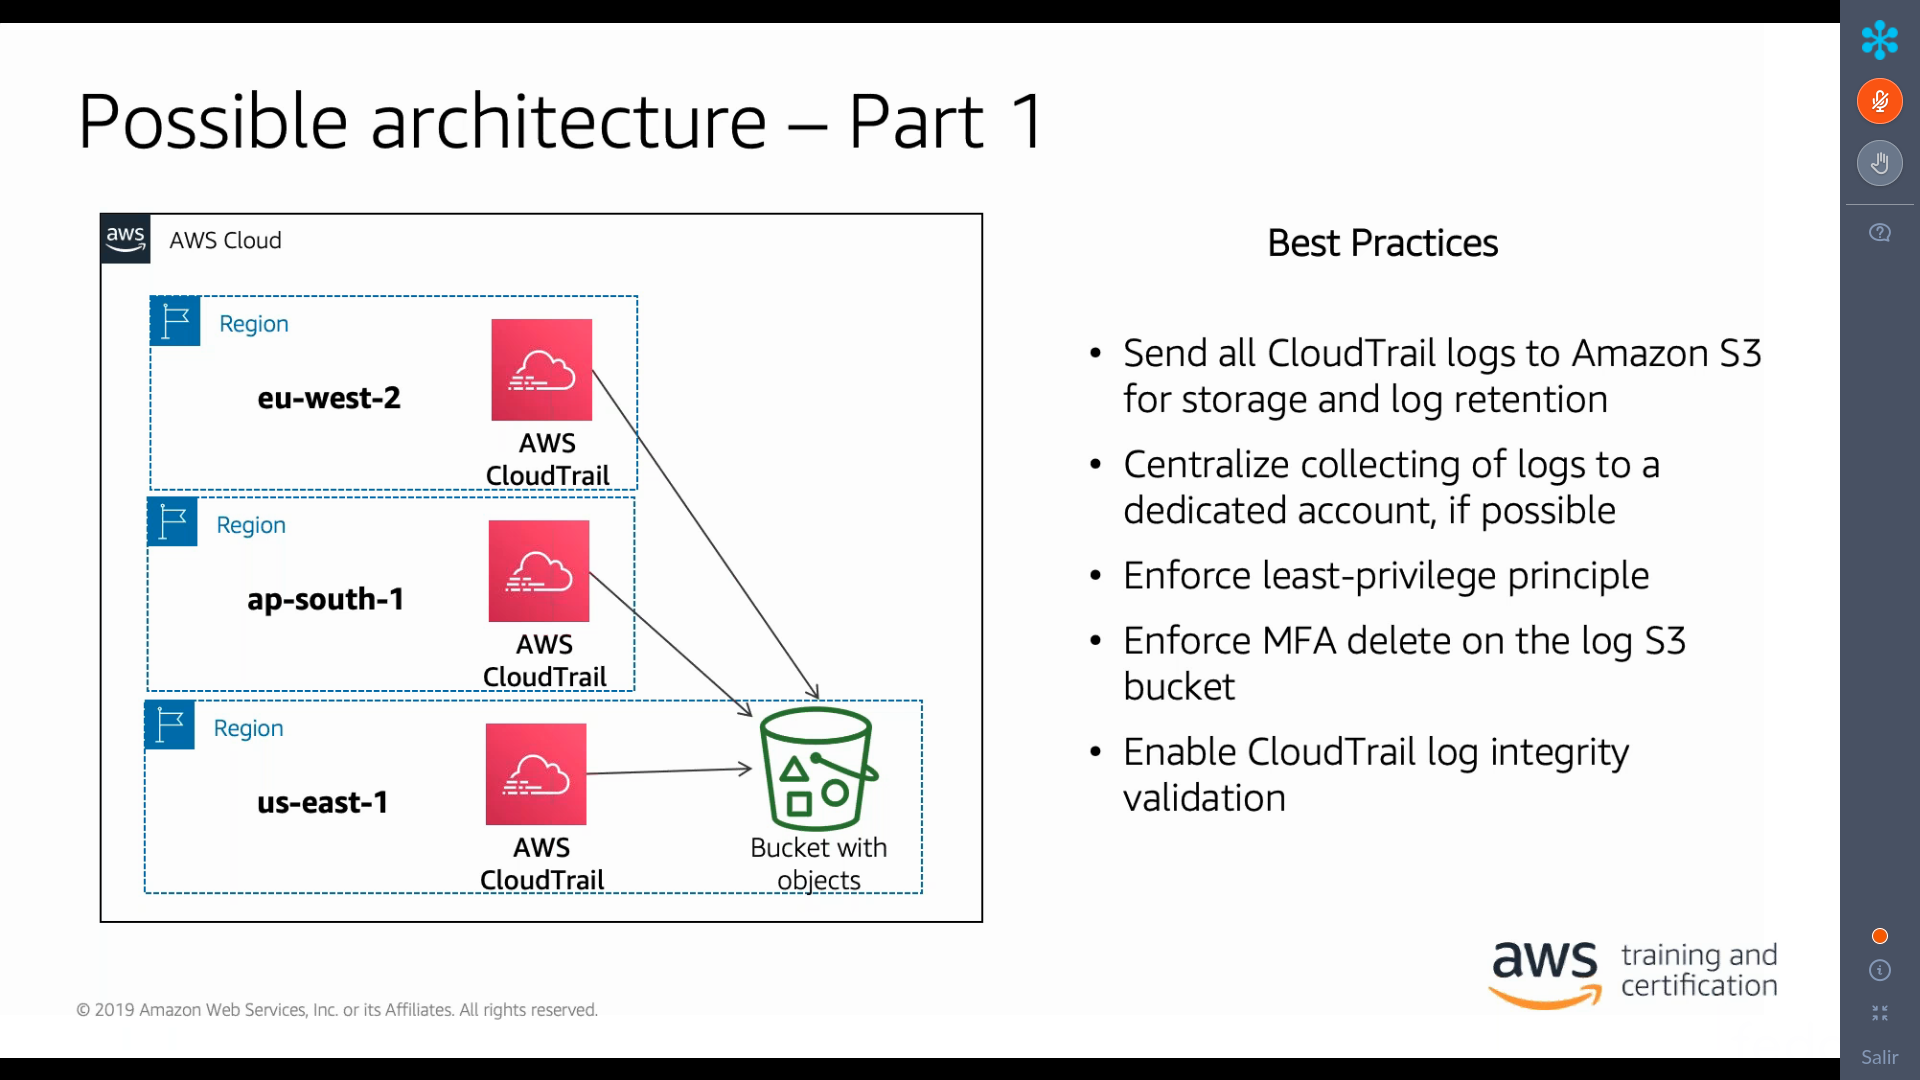 Possible architecture – Part 1
aws
AWS Cloud
Region
eu-west-2
AWS
CloudTrail
Region
ap-south-1
AWS
CloudTrail
Region
us-east-1
AWS
CloudTrail
Bucket with
objects
Best Practices
• Send all CloudTrail logs to Amazon S3
for storage and log retention
• Centralize collecting of logs to a
dedicated account, if possible
• Enforce least-privilege principle
• Enforce MFA delete on the log S3
bucket
• Enable CloudTrail log integrity
validation
aws training and
certification
© 2019 Amazon Web Services, Inc. or its Affiliates. All rights reserved.
Salir